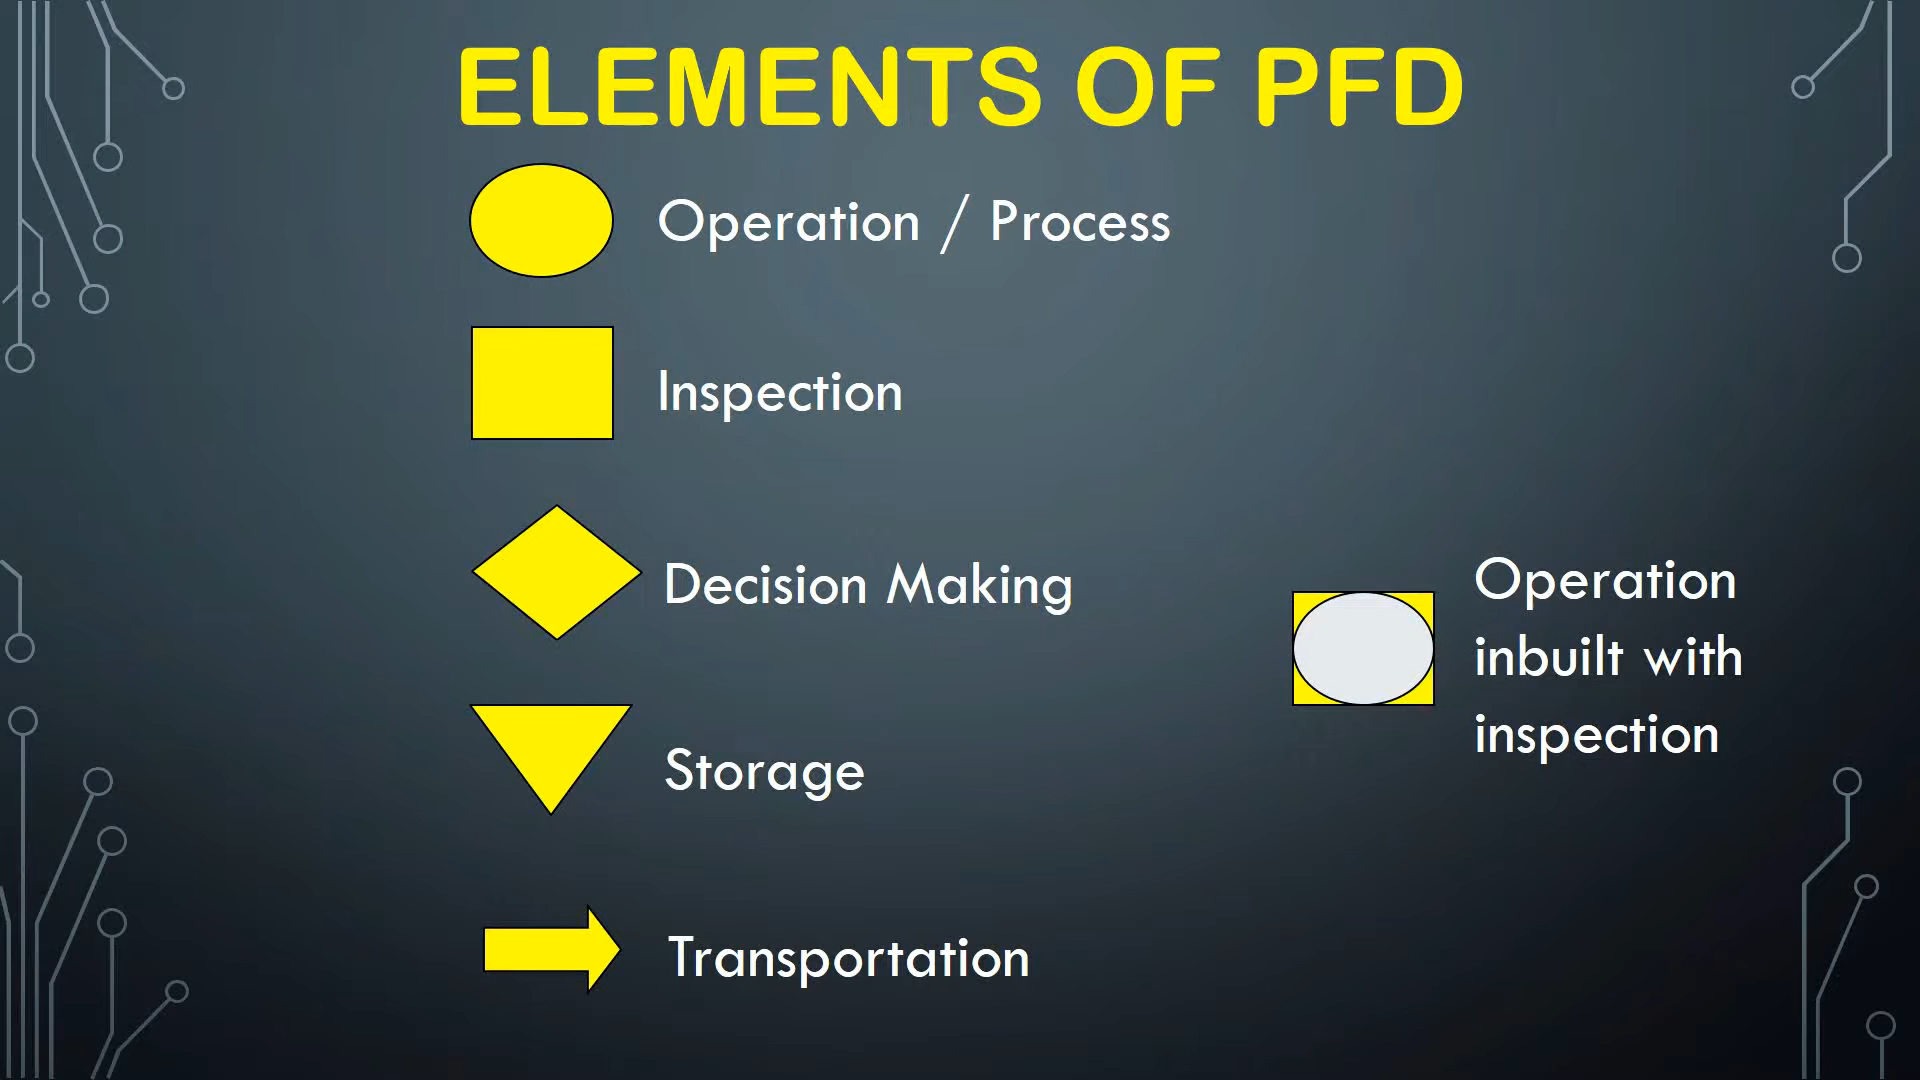 ELEMENTS OF PFD
Operation / Process
Inspection
Decision Making
Storage
Transportation
Operation
inbuilt with
inspection